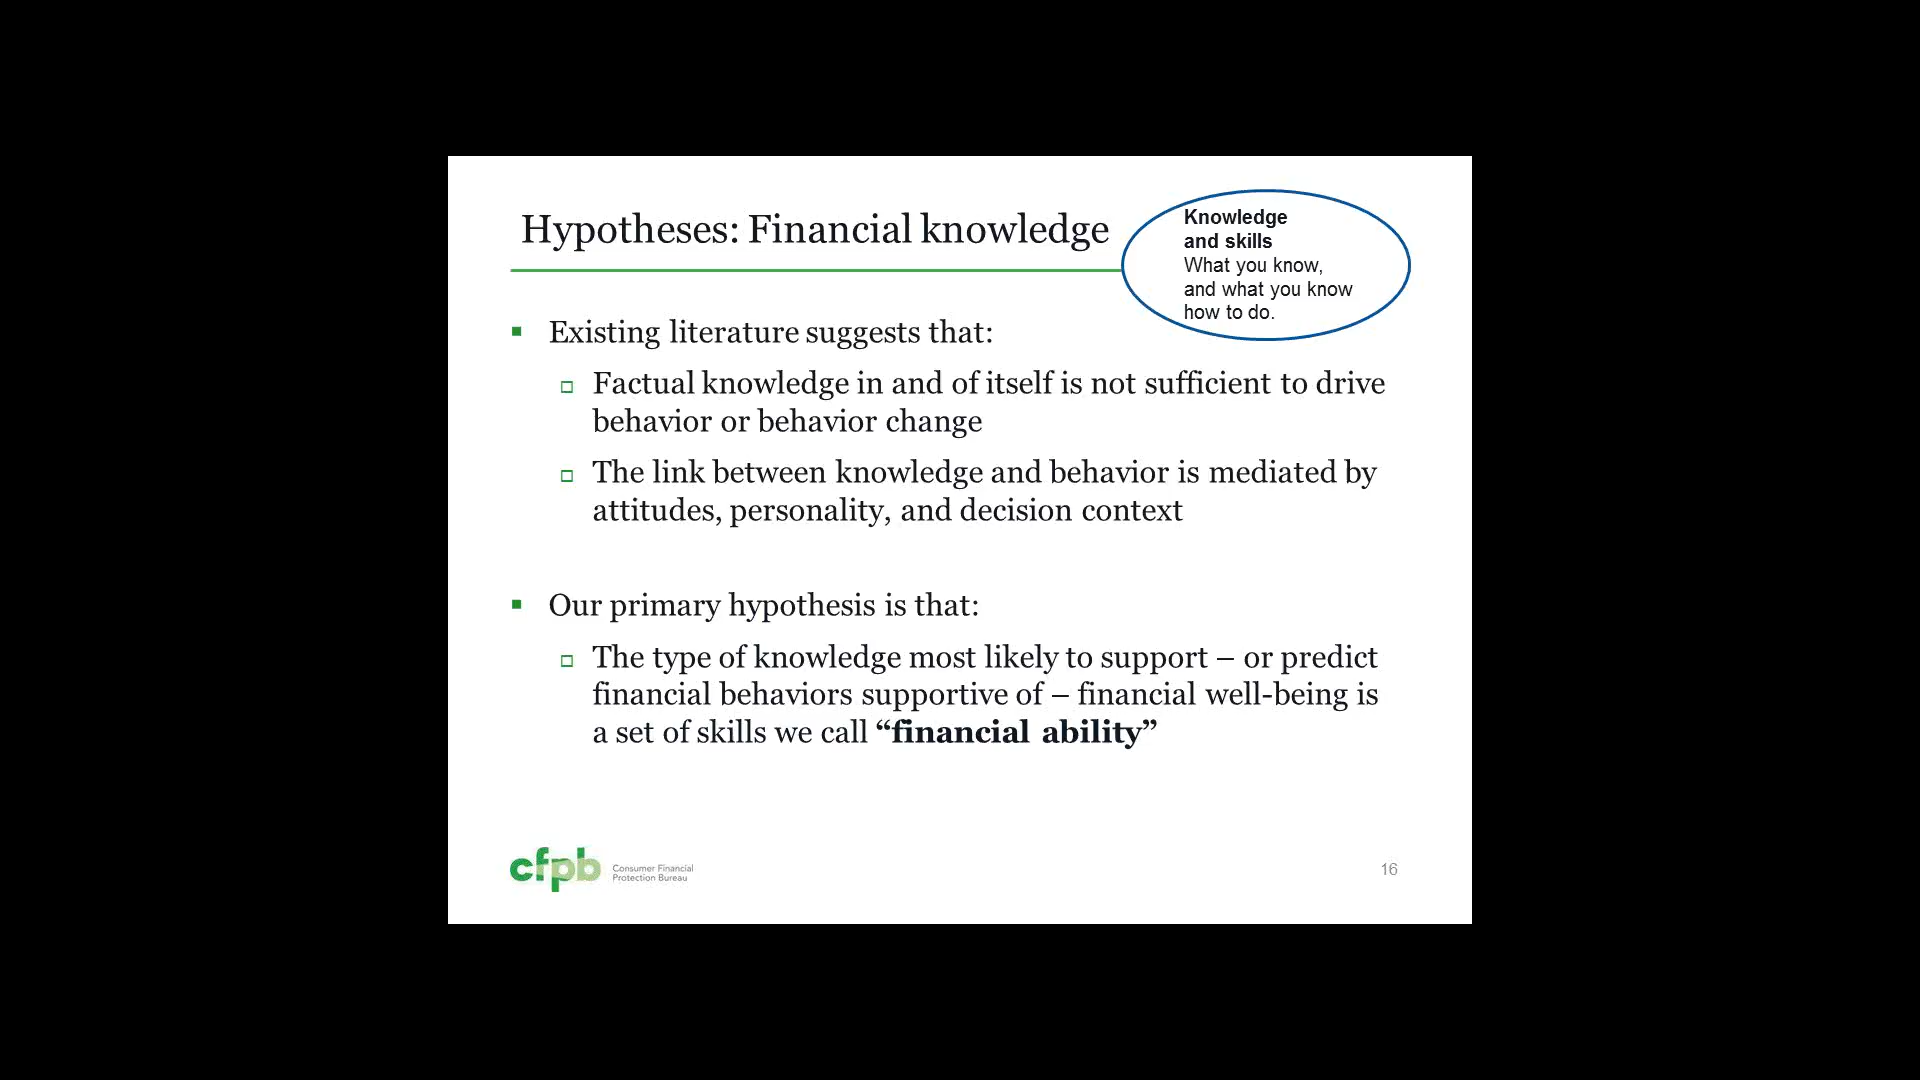 Hypotheses: Financial knowledge
Knowledge
and skills
What you know,
and what you know
how to do.
Existing literature suggests that:
Factual knowledge in and of itself is not sufficient to drive
behavior or behavior change
The link between knowledge and behavior is mediated by
attitudes, personality, and decision context
Our primary hypothesis is that:
The type of knowledge most likely to support – or predict
financial behaviors supportive of – financial well-being is
a set of skills we call “financial ability”
cfpb
Consumer Financial
Protection Bureau
16